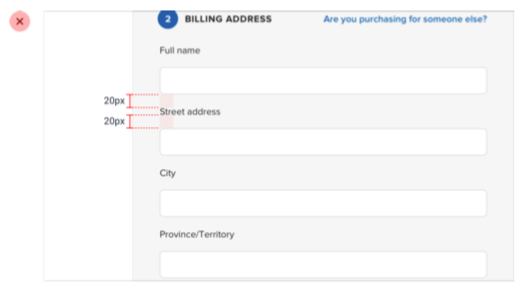 2 BILLING ADDRESS Are you purchasing for someone else?
Full name
20px
Street address
20px
City
Province/Territory